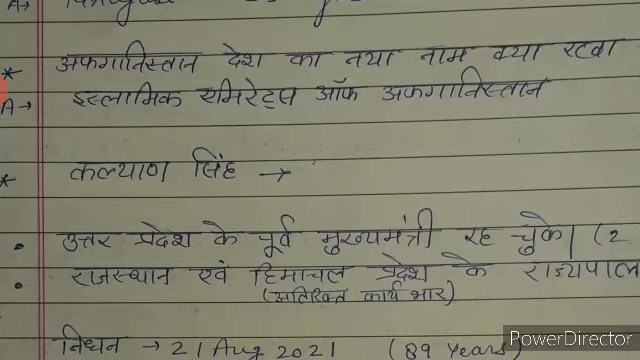 A→
* अफगानिस्तान देश का नया नाम क्या रखा
A→ इस्लामिक एमिरेट्स ऑफ अफगानिस्तान
* कल्याण सिंह →
• उत्तर प्रदेश के पूर्व मुख्यमंत्री रह चुके। (2
• राजस्थान एवं हिमाचल प्रदेश के राज्यपाल
(अतिरिक्त कार्य भार)
निधन → 21 Aug 2021 (89 Years)
PowerDirector